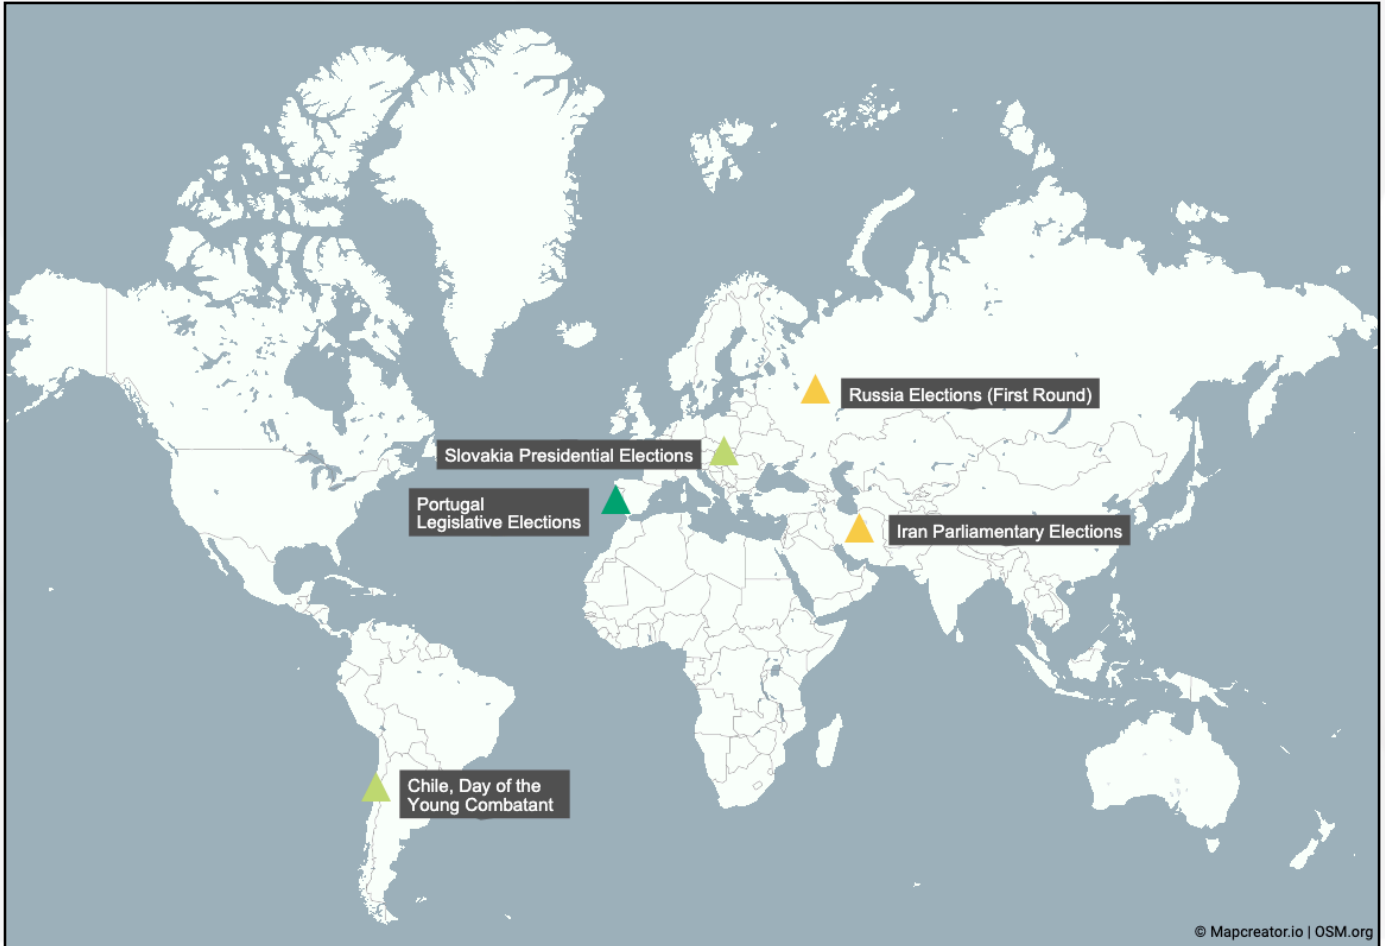 Russia Elections (First Round)
Slovakia Presidential Elections
Portugal
Legislative Elections
Iran Parliamentary Elections
Chile, Day of the
Young Combatant
© Mapcreator.io | OSM.org